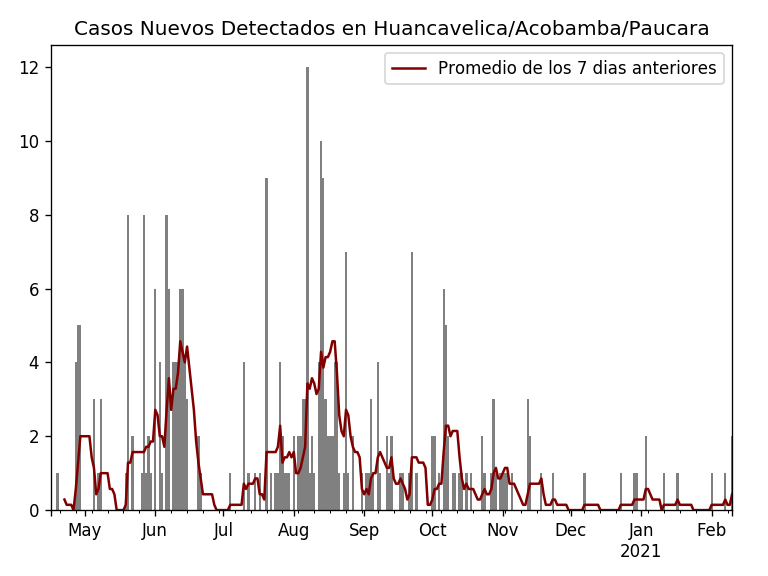 Casos Nuevos Detectados en Huancavelica/Acobamba/Paucara
Promedio de los 7 dias anteriores
12
10
8
6
4
2
0
May Jun Jul Aug Sep Oct Nov Dec Jan Feb
2021